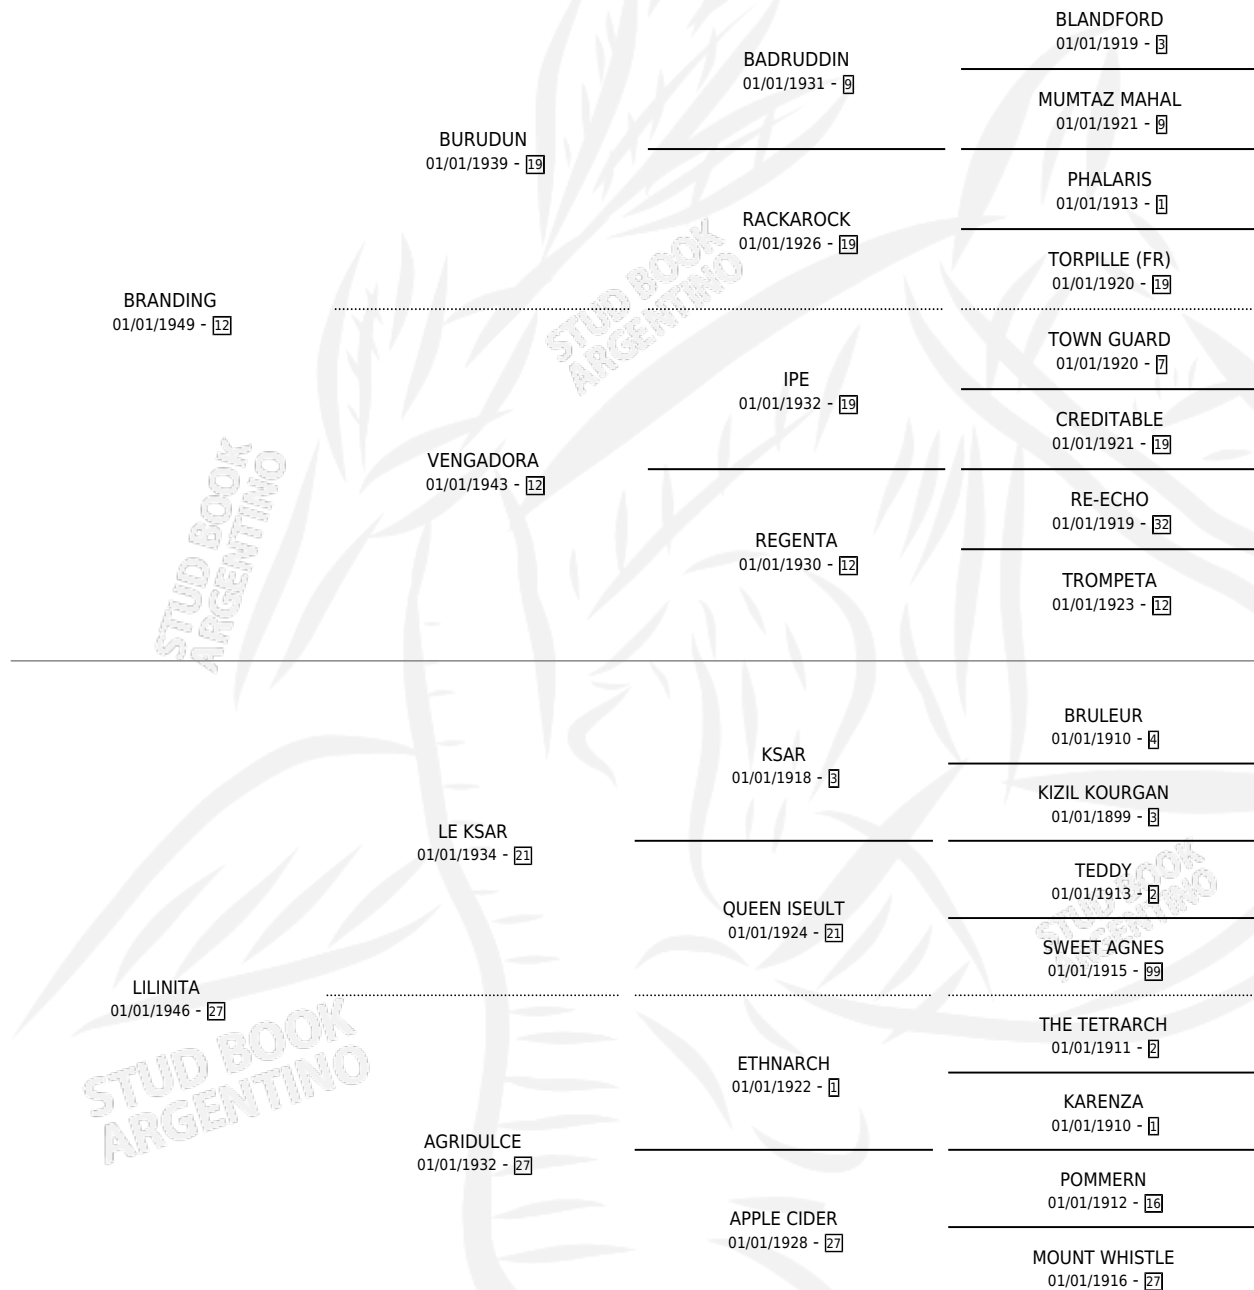 BLANDFORD
01/01/1919 - 3
BADRUDDIN
01/01/1931 - 9
MUMTAZ MAHAL
01/01/1921 - 9
BURUDUN
01/01/1939 - 19
PHALARIS
01/01/1913 - 1
RACKAROCK
01/01/1926 - 19
TORPILLE (FR)
01/01/1920 - 19
BRANDING
01/01/1949 - 12
STUD BOOK
ARGENTINO
TOWN GUARD
01/01/1920 - 7
IPE
01/01/1932 - 19
CREDITABLE
01/01/1921 - 19
VENGADORA
01/01/1943 - 12
RE-ECHO
01/01/1919 - 32
REGENTA
01/01/1930 - 12
TROMPETA
01/01/1923 - 12
STUD BOOK
ARGENTINO
BRULEUR
01/01/1910 - 4
KSAR
01/01/1918 - 3
KIZIL KOURGAN
01/01/1899 - 3
LE KSAR
01/01/1934 - 21
TEDDY
01/01/1913 - 2
QUEEN ISEULT
01/01/1924 - 21
SWEET AGNES
01/01/1915 - 99
STUD BOOK
ARGENTINO
LILINITA
01/01/1946 - 27
THE TETRARCH
01/01/1911 - 2
ETHNARCH
01/01/1922 - 1
KARENZA
01/01/1910 - 1
STUD BOOK
ARGENTINO
AGRIDULCE
01/01/1932 - 27
POMMERN
01/01/1912 - 16
APPLE CIDER
01/01/1928 - 27
MOUNT WHISTLE
01/01/1916 - 27